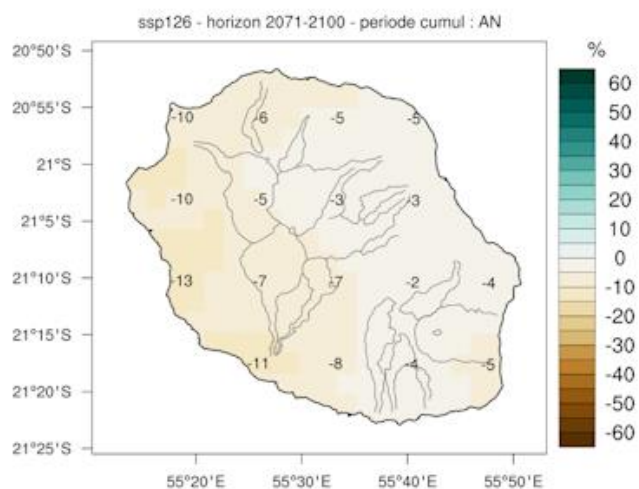 ssp126 - horizon 2071-2100 - periode cumul : AN
%
20°50'S
20°55'S
21°S
21°5'S
21°10'S
21°15'S
21°20'S
21°25'S
-10 -6 -5 -5
-10 -5 -3 -3
-13 -7 -7 -2 -4
-11 -8 -4 -5
60
50
40
30
20
10
0
-10
-20
-30
-40
-50
-60
55°20'E 55°30'E 55°40'E 55°50'E